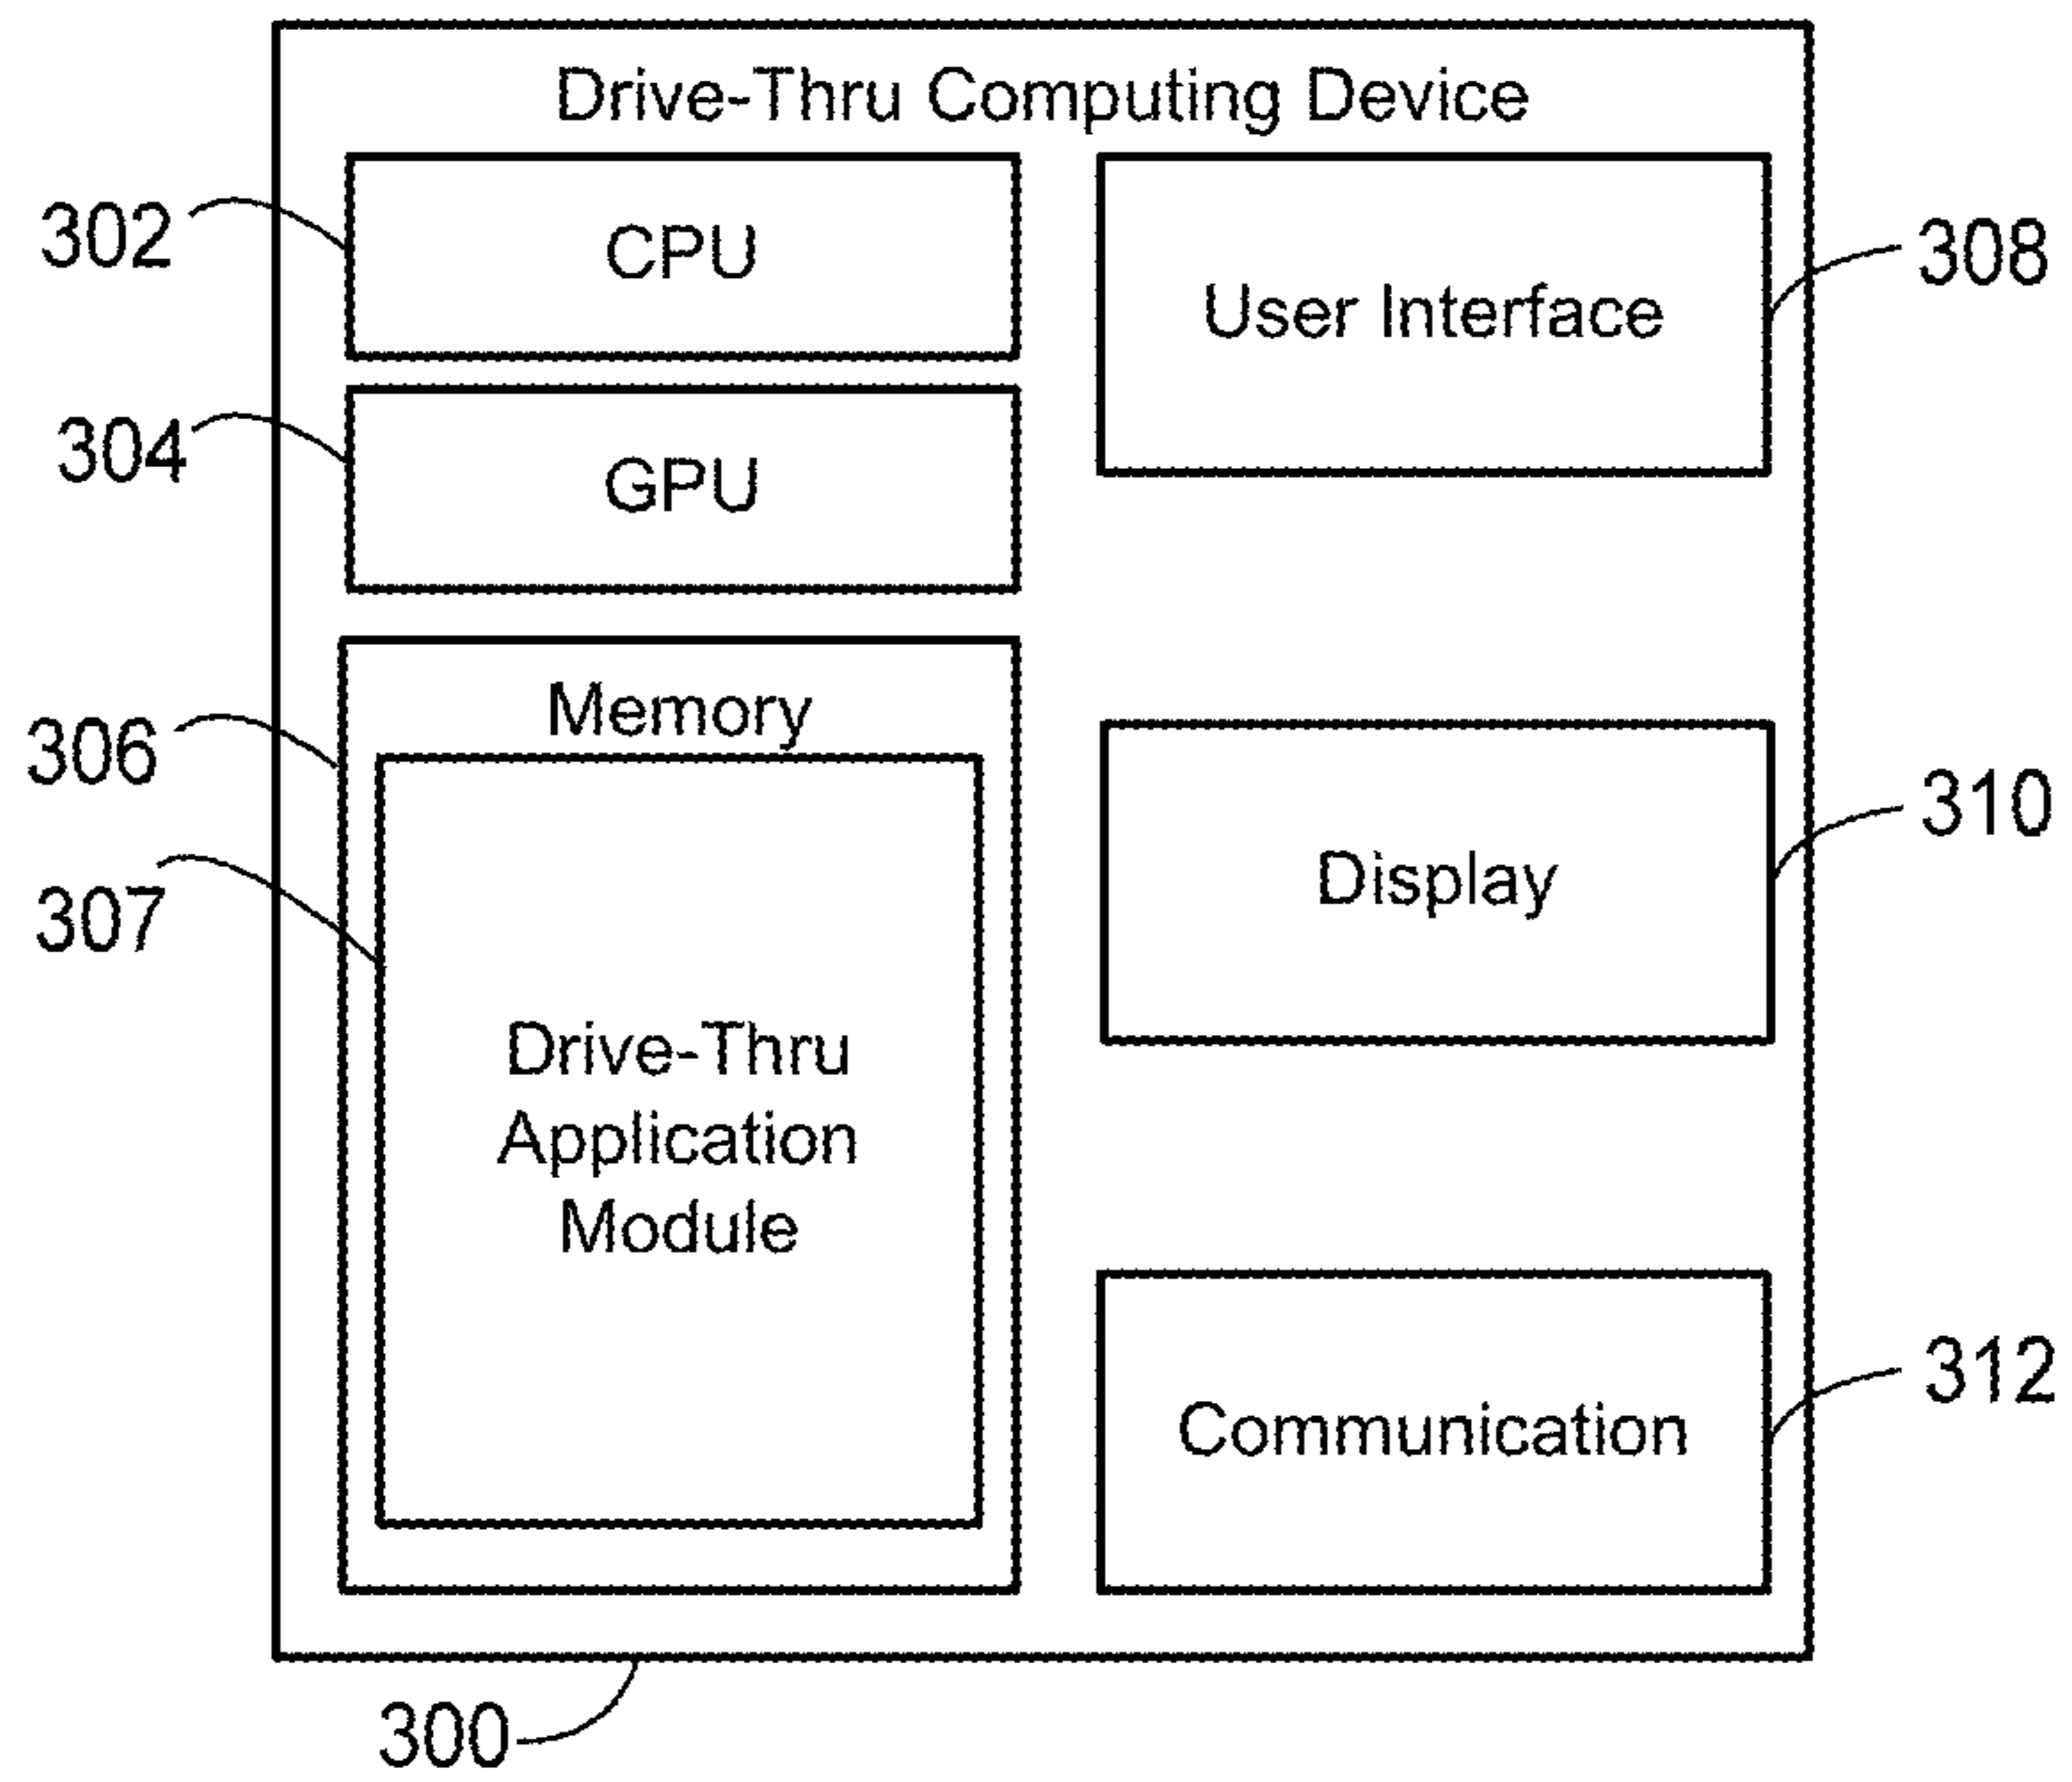 Drive-Thru Computing Device
302
CPU
User Interface
308
304
GPU
306
Memory
307
Drive-Thru
Application
Module
Display
310
Communication
312
300